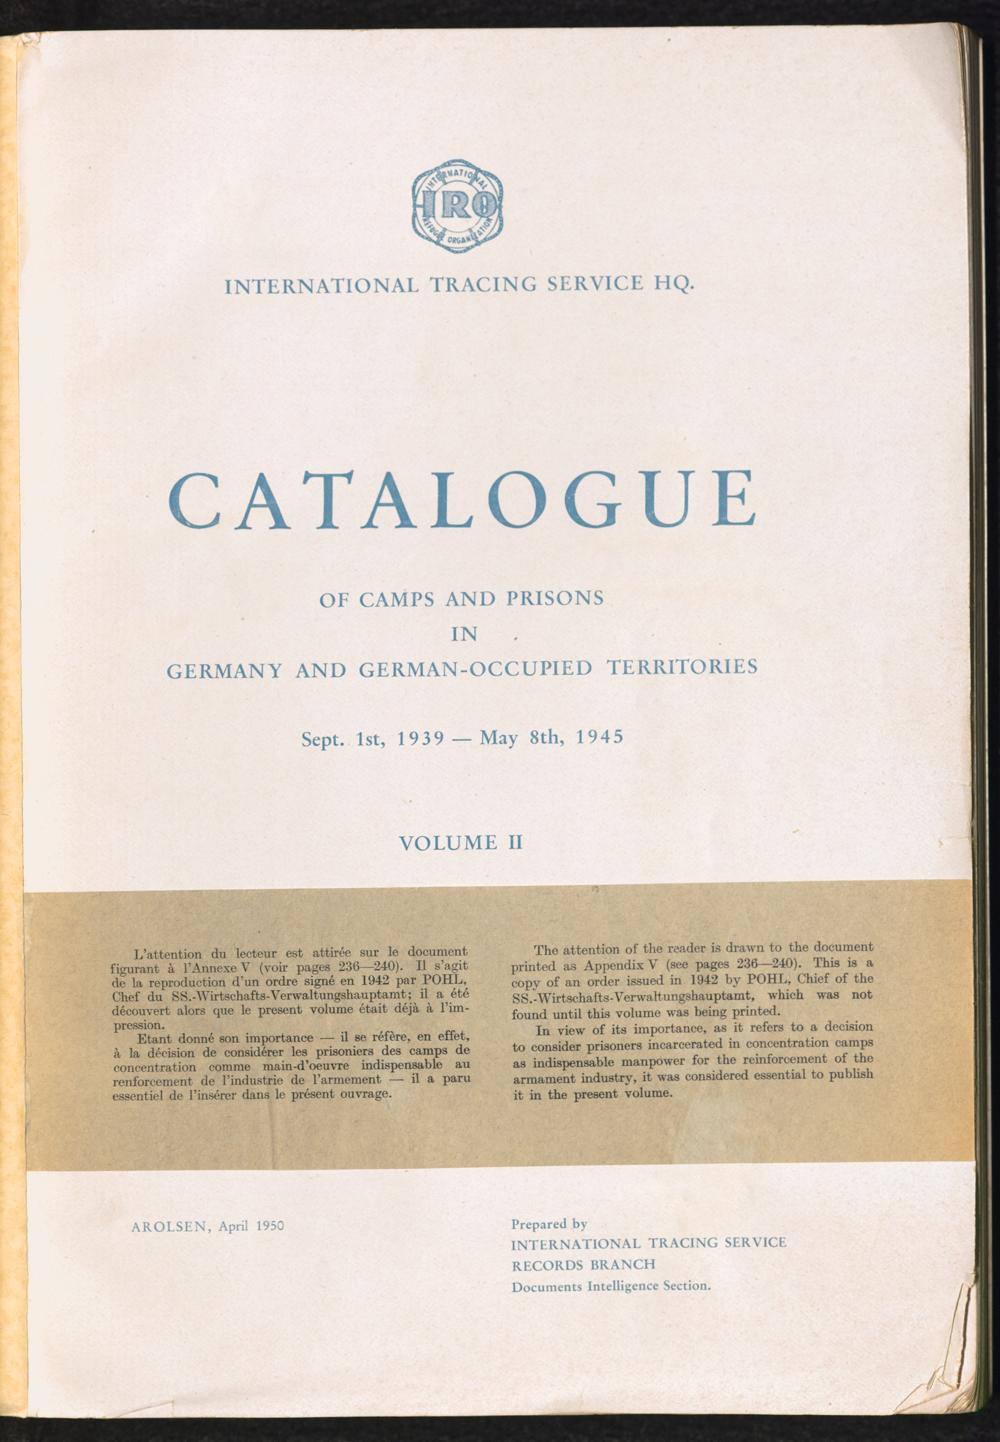 INTERNATIONAL
IRO
REFUGEE ORGANIZATION
INTERNATIONAL TRACING SERVICE HQ.
CATALOGUE
OF CAMPS AND PRISONS
IN
GERMANY AND GERMAN-OCCUPIED TERRITORIES
Sept. 1st, 1939 — May 8th, 1945
VOLUME II
L'attention du lecteur est attirée sur le document
figurant à l'Annexe V (voir pages 236—240). Il s'agit
de la reproduction d'un ordre signé en 1942 par POHL,
Chef du SS.-Wirtschafts-Verwaltungshauptamt; il a été
découvert alors que le present volume était déjà à l'im-
pression.
Etant donné son importance — il se réfère, en effet,
à la décision de considérer les prisoniers des camps de
concentration comme main-d'oeuvre indispensable au
renforcement de l'industrie de l'armement — il a paru
essentiel de l'insérer dans le présent ouvrage.
The attention of the reader is drawn to the document
printed as Appendix V (see pages 236—240). This is a
copy of an order issued in 1942 by POHL, Chief of the
SS.-Wirtschafts-Verwaltungshauptamt, which was not
found until this volume was being printed.
In view of its importance, as it refers to a decision
to consider prisoners incarcerated in concentration camps
as indispensable manpower for the reinforcement of the
armament industry, it was considered essential to publish
it in the present volume.
AROLSEN, April 1950
Prepared by
INTERNATIONAL TRACING SERVICE
RECORDS BRANCH
Documents Intelligence Section.